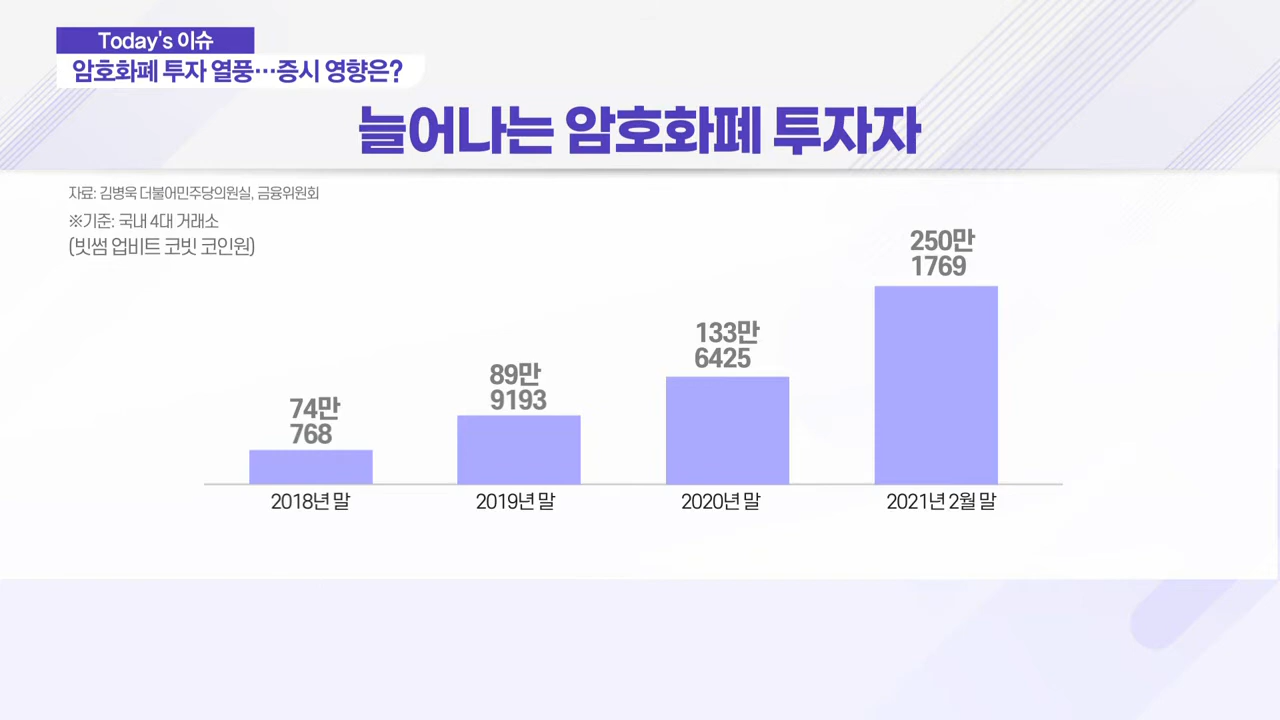 Today's 이슈
암호화폐 투자 열풍…증시 영향은?
늘어나는 암호화폐 투자자
자료: 김병욱 더불어민주당의원실, 금융위원회
※기준: 국내 4대 거래소
(빗썸 업비트 코빗 코인원)
74만
768
89만
9193
133만
6425
250만
1769
2018년 말
2019년 말
2020년 말
2021년 2월 말